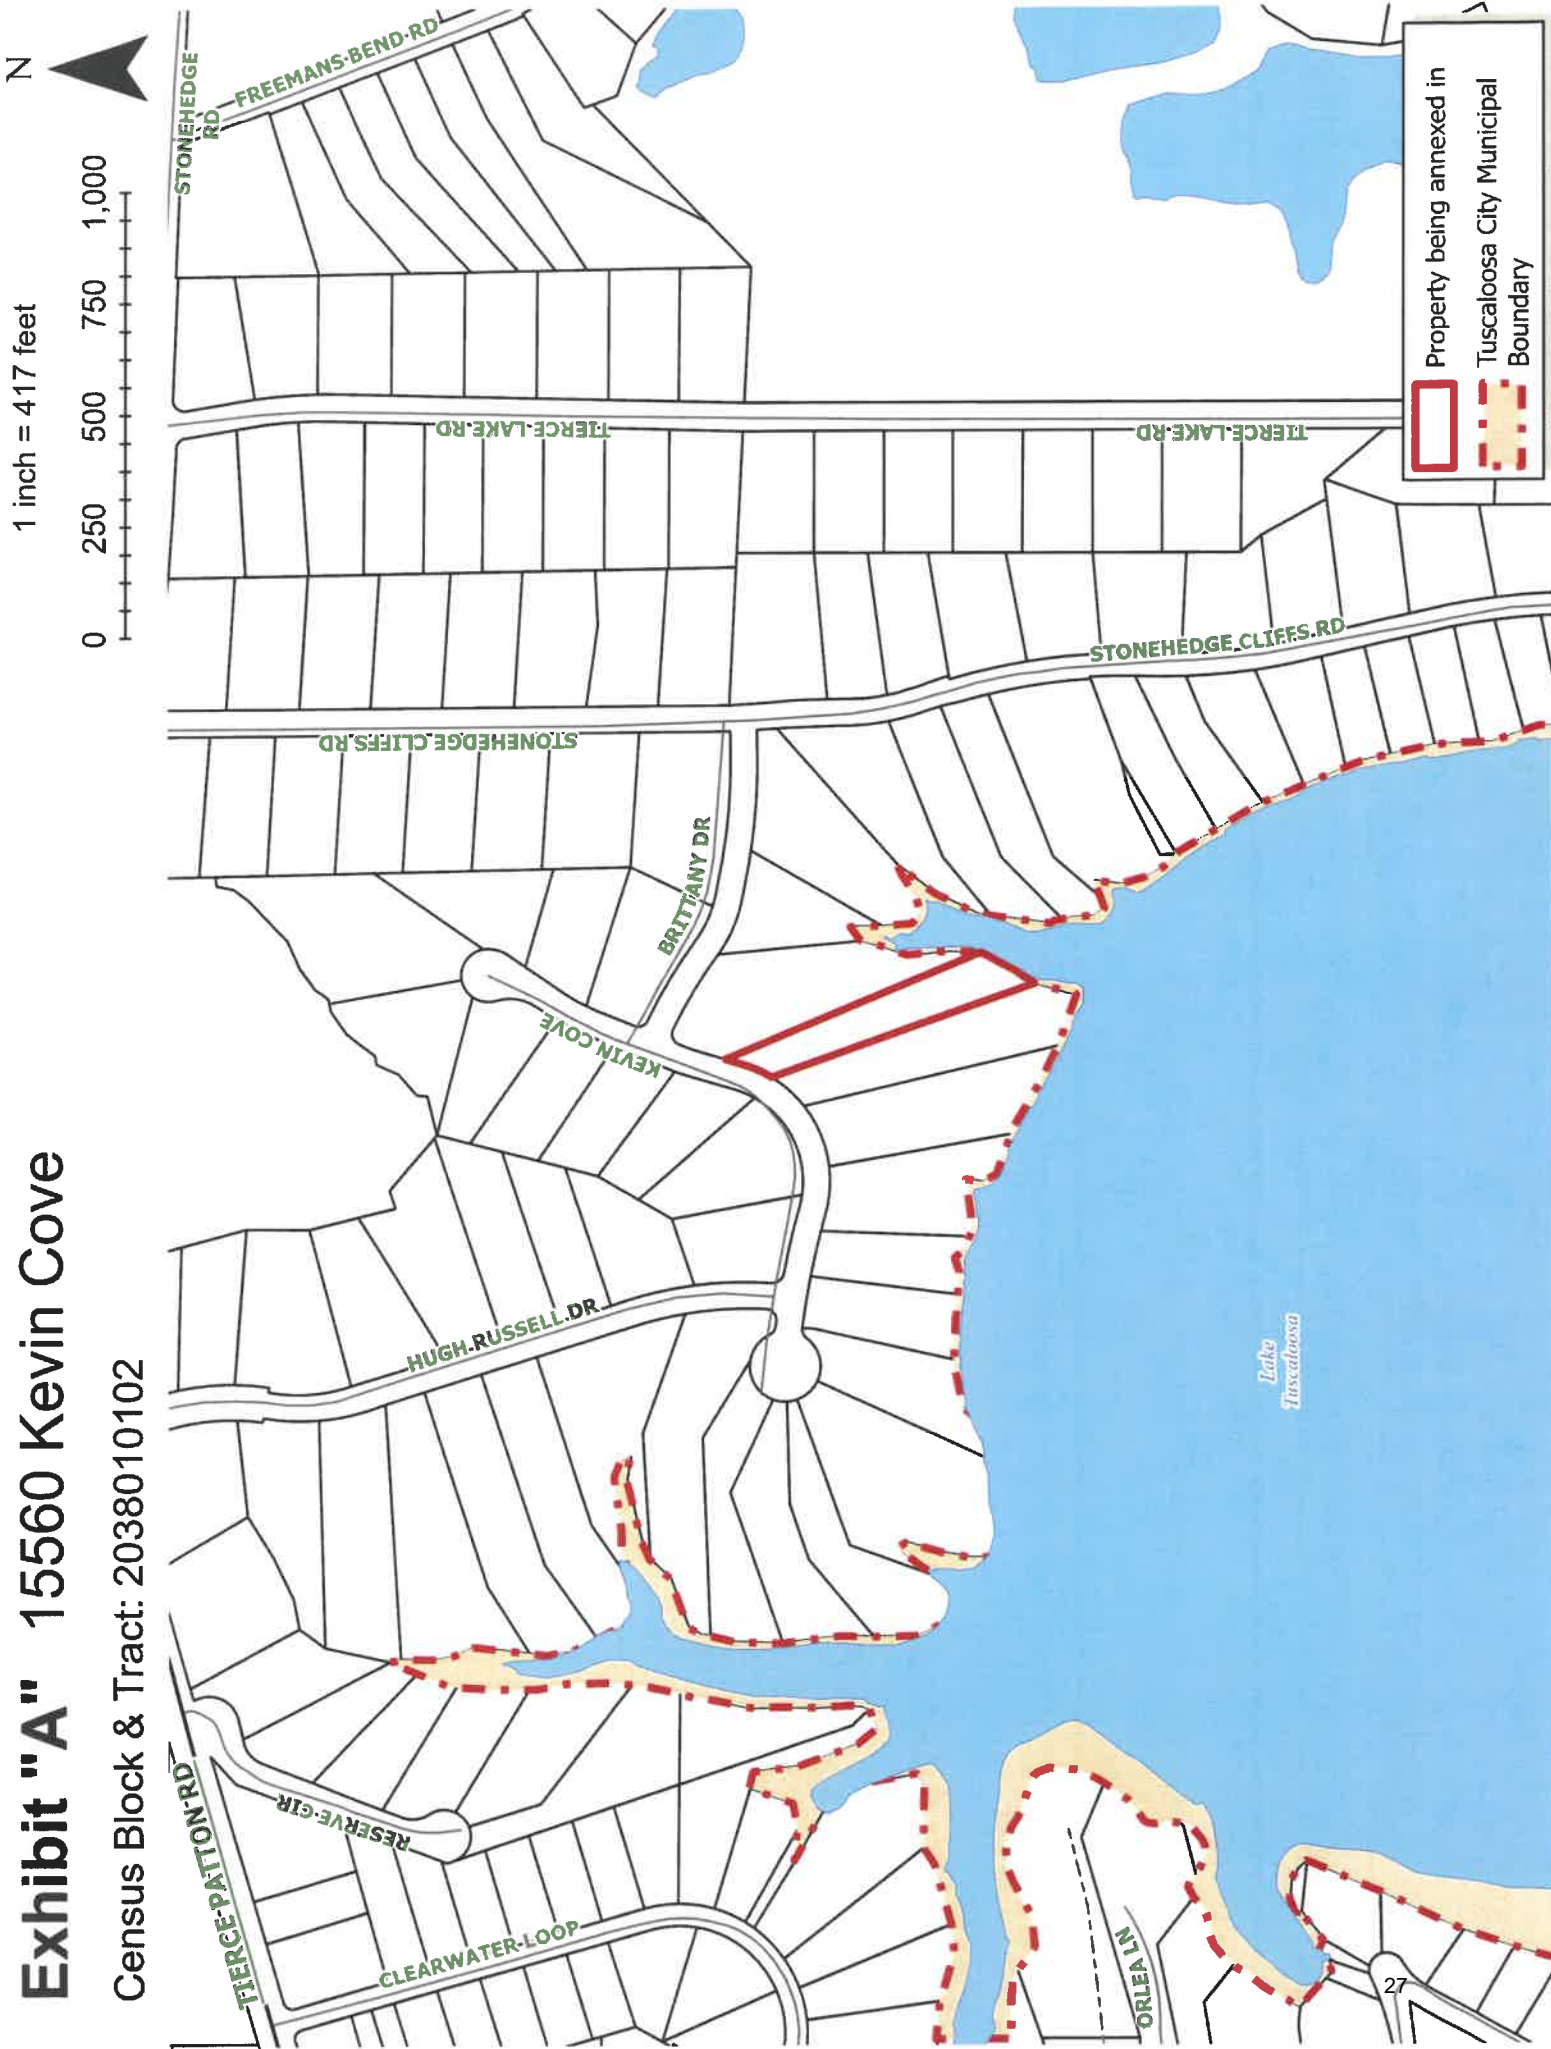 Exhibit "A" 15560 Kevin Cove
Census Block & Tract: 2038010102
1 inch = 417 feet
0 250 500 750 1,000
N
TIERCE-PATTON-RD
RESERVE-CIR
CLEARWATER-LOOP
HUGH-RUSSELL-DR
KEVIN COVE
BRITTANY DR
STONEHEDGE CLIFFS RD
TIERCE LAKE RD
STONEHEDGE
RD
FREEMANS-BEND-RD
TIERCE LAKE RD
STONEHEDGE CLIFFS RD
ORLEA LN
Lake
Tuscaloosa
Property being annexed in
Tuscaloosa City Municipal
Boundary
27